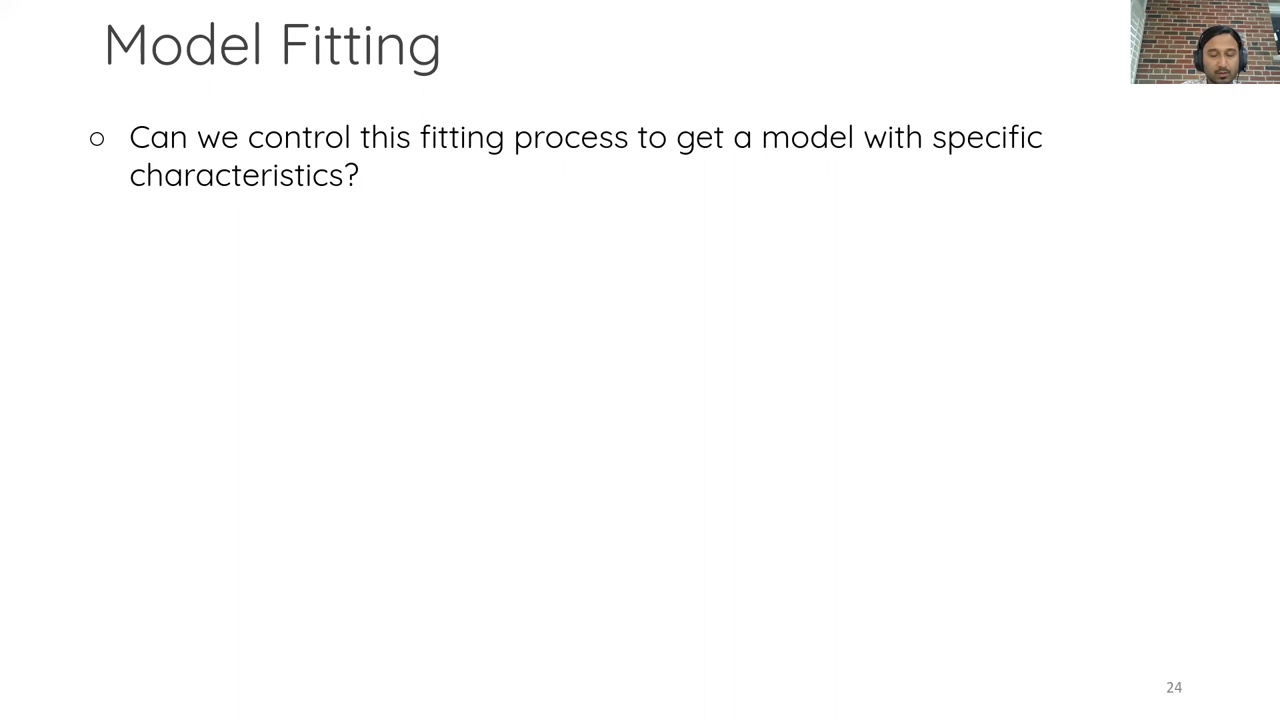 Model Fitting
○ Can we control this fitting process to get a model with specific
characteristics?
24